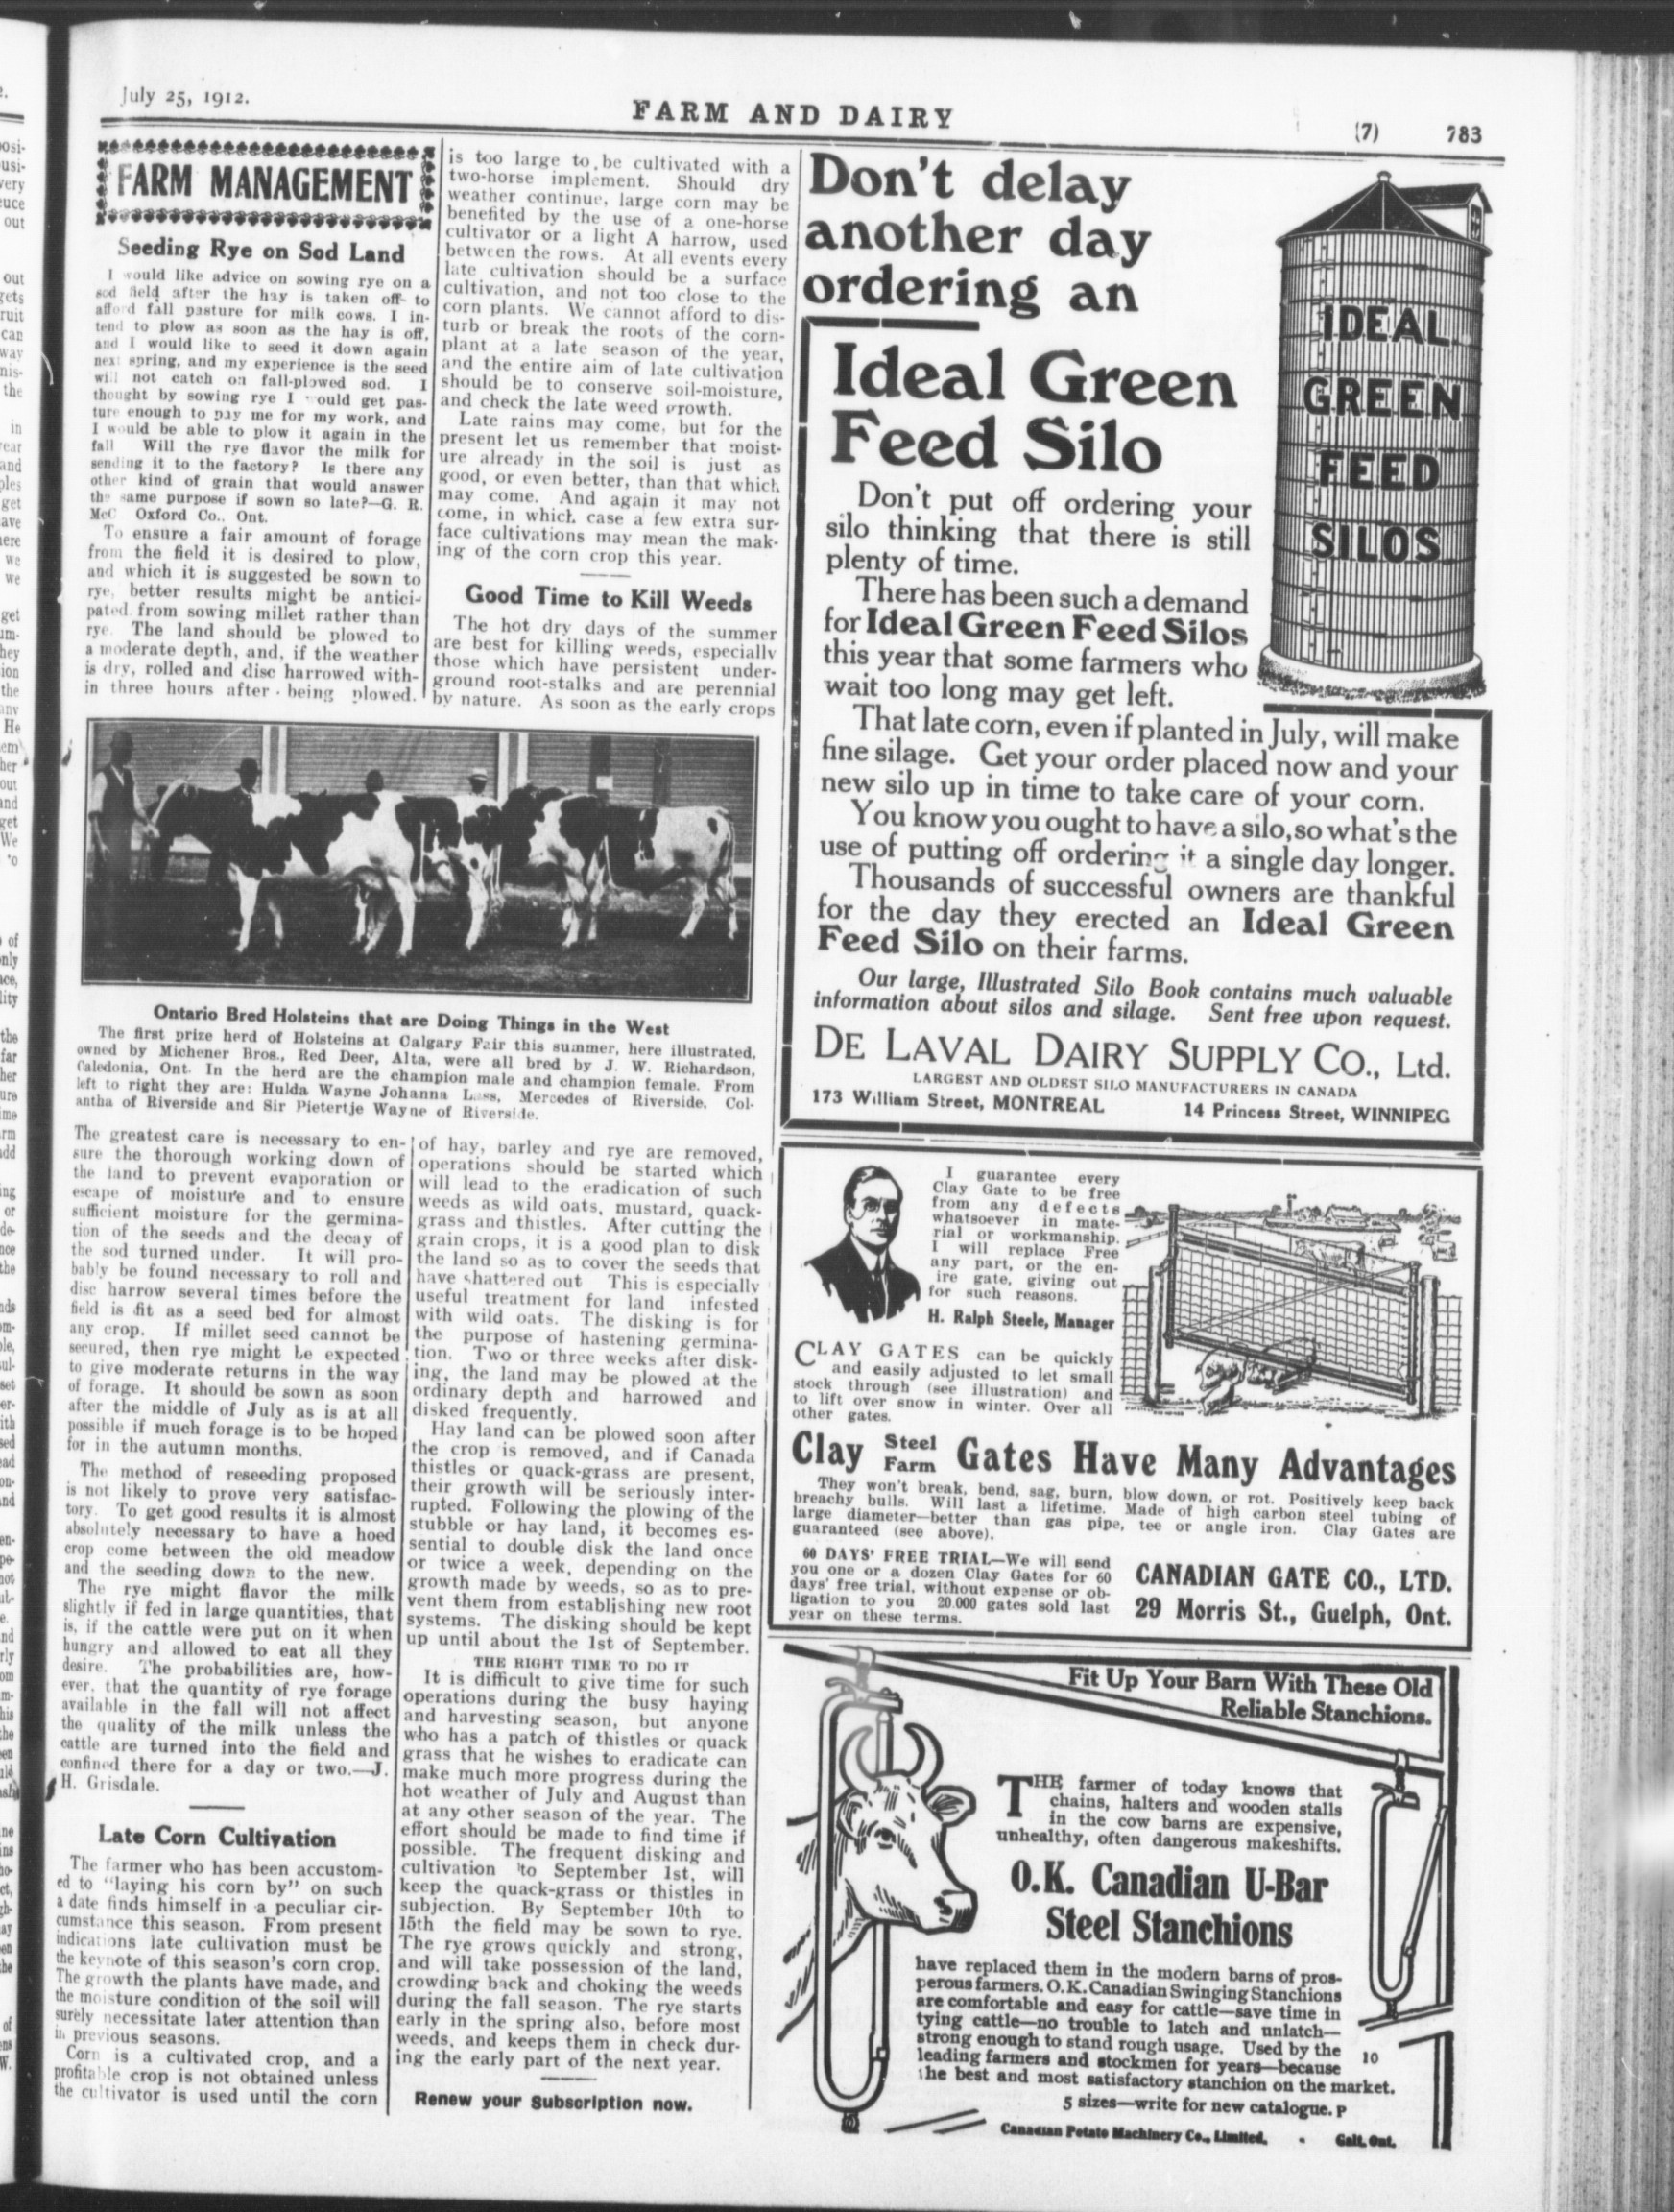 July 25, 1912.
FARM AND DAIRY
(7) 783
FARM MANAGEMENT
Seeding Rye on Sod Land
I would like advice on sowing rye on a
sod field after the hay is taken off to
afford fall pasture for milk cows. I in-
tend to plow as soon as the hay is off,
and I would like to seed it down again
next spring, and my experience is the seed
will not catch on fall-plowed sod. I
thought by sowing rye I would get pas-
ture enough to pay me for my work, and
I would be able to plow it again in the
fall Will the rye flavor the milk for
sending it to the factory? Is there any
other kind of grain that would answer
the same purpose if sown so late?—G. R.
McC Oxford Co., Ont.
To ensure a fair amount of forage
from the field it is desired to plow,
and which it is suggested be sown to
rye, better results might be antici-
pated from sowing millet rather than
rye. The land should be plowed to
a moderate depth, and, if the weather
is dry, rolled and disc harrowed with-
in three hours after being plowed.
is too large to be cultivated with a
two-horse implement. Should dry
weather continue, large corn may be
benefited by the use of a one-horse
cultivator or a light A harrow, used
between the rows. At all events every
late cultivation should be a surface
cultivation, and not too close to the
corn plants. We cannot afford to dis-
turb or break the roots of the corn-
plant at a late season of the year,
and the entire aim of late cultivation
should be to conserve soil-moisture,
and check the late weed growth.
Late rains may come, but for the
present let us remember that moist-
ure already in the soil is just as
good, or even better, than that which
may come. And again it may not
come, in which case a few extra sur-
face cultivations may mean the mak-
ing of the corn crop this year.
Good Time to Kill Weeds
The hot dry days of the summer
are best for killing weeds, especially
those which have persistent under-
ground root-stalks and are perennial
by nature. As soon as the early crops
Ontario Bred Holsteins that are Doing Things in the West
The first prize herd of Holsteins at Calgary Fair this summer, here illustrated,
owned by Michener Bros., Red Deer, Alta, were all bred by J. W. Richardson,
Caledonia, Ont. In the herd are the champion male and champion female. From
left to right they are: Hulda Wayne Johanna Lass, Mercedes of Riverside, Col-
antha of Riverside and Sir Pietertje Wayne of Riverside.
The greatest care is necessary to en-
sure the thorough working down of
the land to prevent evaporation or
escape of moisture and to ensure
sufficient moisture for the germina-
tion of the seeds and the decay of
the sod turned under. It will pro-
bably be found necessary to roll and
disc harrow several times before the
field is fit as a seed bed for almost
any crop. If millet seed cannot be
secured, then rye might be expected
to give moderate returns in the way
of forage. It should be sown as soon
after the middle of July as is at all
possible if much forage is to be hoped
for in the autumn months.
The method of reseeding proposed
is not likely to prove very satisfac-
tory. To get good results it is almost
absolutely necessary to have a hoed
crop come between the old meadow
and the seeding down to the new.
The rye might flavor the milk
slightly if fed in large quantities, that
is, if the cattle were put on it when
hungry and allowed to eat all they
desire. The probabilities are, how-
ever, that the quantity of rye forage
available in the fall will not affect
the quality of the milk unless the
cattle are turned into the field and
confined there for a day or two.—J.
H. Grisdale.
Late Corn Cultivation
The farmer who has been accustom-
ed to "laying his corn by" on such
a date finds himself in a peculiar cir-
cumstance this season. From present
indications late cultivation must be
the keynote of this season's corn crop.
The growth the plants have made, and
the moisture condition of the soil will
surely necessitate later attention than
in previous seasons.
Corn is a cultivated crop, and a
profitable crop is not obtained unless
the cultivator is used until the corn
of hay, barley and rye are removed,
operations should be started which
will lead to the eradication of such
weeds as wild oats, mustard, quack-
grass and thistles. After cutting the
grain crops, it is a good plan to disk
the land so as to cover the seeds that
have shattered out This is especially
useful treatment for land infested
with wild oats. The disking is for
the purpose of hastening germina-
tion. Two or three weeks after disk-
ing, the land may be plowed at the
ordinary depth and harrowed and
disked frequently.
Hay land can be plowed soon after
the crop is removed, and if Canada
thistles or quack-grass are present,
their growth will be seriously inter-
rupted. Following the plowing of the
stubble or hay land, it becomes es-
sential to double disk the land once
or twice a week, depending on the
growth made by weeds, so as to pre-
vent them from establishing new root
systems. The disking should be kept
up until about the 1st of September.
THE RIGHT TIME TO DO IT
It is difficult to give time for such
operations during the busy haying
and harvesting season, but anyone
who has a patch of thistles or quack
grass that he wishes to eradicate can
make much more progress during the
hot weather of July and August than
at any other season of the year. The
effort should be made to find time if
possible. The frequent disking and
cultivation to September 1st, will
keep the quack-grass or thistles in
subjection. By September 10th to
15th the field may be sown to rye.
The rye grows quickly and strong,
and will take possession of the land,
crowding back and choking the weeds
during the fall season. The rye starts
early in the spring also, before most
weeds, and keeps them in check dur-
ing the early part of the next year.
Renew your Subscription now.
Don't delay
another day
ordering an
Ideal Green
Feed Silo
IDEAL
GREEN
FEED
SILOS
Don't put off ordering your
silo thinking that there is still
plenty of time.
There has been such a demand
for Ideal Green Feed Silos
this year that some farmers who
wait too long may get left.
That late corn, even if planted in July, will make
fine silage. Get your order placed now and your
new silo up in time to take care of your corn.
You know you ought to have a silo, so what's the
use of putting off ordering it a single day longer.
Thousands of successful owners are thankful
for the day they erected an Ideal Green
Feed Silo on their farms.
Our large, Illustrated Silo Book contains much valuable
information about silos and silage. Sent free upon request.
DE LAVAL DAIRY SUPPLY CO., Ltd.
LARGEST AND OLDEST SILO MANUFACTURERS IN CANADA
173 William Street, MONTREAL 14 Princess Street, WINNIPEG
I guarantee every
Clay Gate to be free
from any defects
whatsoever in mate-
rial or workmanship.
I will replace Free
any part, or the en-
ire gate, giving out
for such reasons.
H. Ralph Steele, Manager
CLAY GATES can be quickly
and easily adjusted to let small
stock through (see illustration) and
to lift over snow in winter. Over all
other gates.
Clay Steel Farm Gates Have Many Advantages
They won't break, bend, sag, burn, blow down, or rot. Positively keep back
breachy bulls. Will last a lifetime. Made of high carbon steel tubing of
large diameter—better than gas pipe, tee or angle iron. Clay Gates are
guaranteed (see above).
60 DAYS' FREE TRIAL—We will send
you one or a dozen Clay Gates for 60
days' free trial, without expense or ob-
ligation to you 20.000 gates sold last
year on these terms.
CANADIAN GATE CO., LTD.
29 Morris St., Guelph, Ont.
Fit Up Your Barn With These Old
Reliable Stanchions.
THE farmer of today knows that
chains, halters and wooden stalls
in the cow barns are expensive,
unhealthy, often dangerous makeshifts.
O.K. Canadian U-Bar
Steel Stanchions
have replaced them in the modern barns of pros-
perous farmers. O.K. Canadian Swinging Stanchions
are comfortable and easy for cattle—save time in
tying cattle—no trouble to latch and unlatch—
strong enough to stand rough usage. Used by the
leading farmers and stockmen for years—because
the best and most satisfactory stanchion on the market.
10
5 sizes—write for new catalogue. P
Canadian Potato Machinery Co., Limited. - Galt, Ont.